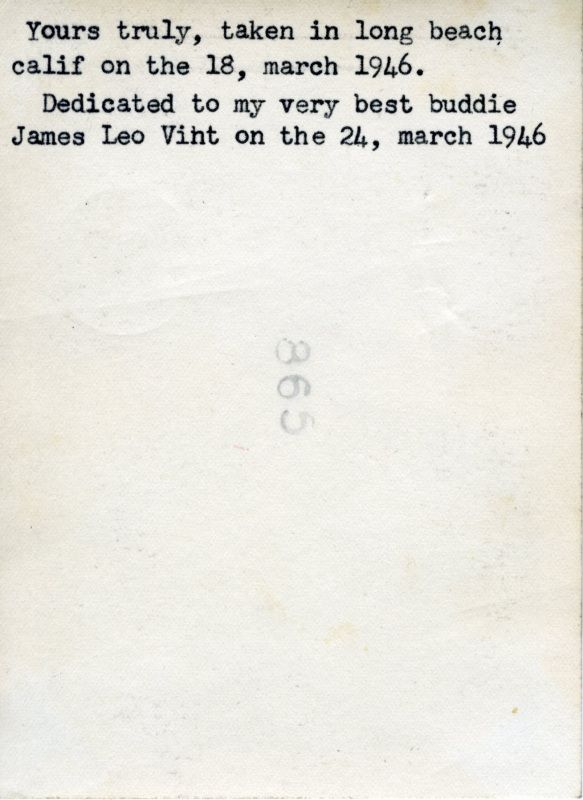 Yours truly, taken in long beach
calif on the 18, march 1946.
Dedicated to my very best buddie
James Leo Viht on the 24, march 1946
865